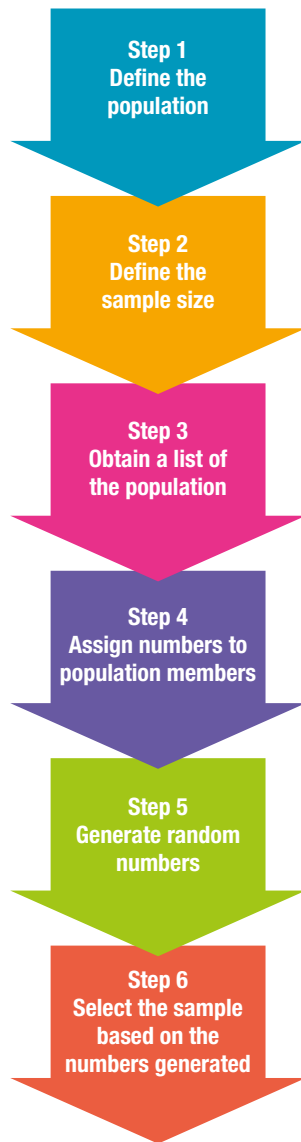 Step 1
Define the
population
Step 2
Define the
sample size
Step 3
Obtain a list of
the population
Step 4
Assign numbers to
population members
Step 5
Generate random
numbers
Step 6
Select the sample
based on the
numbers generated